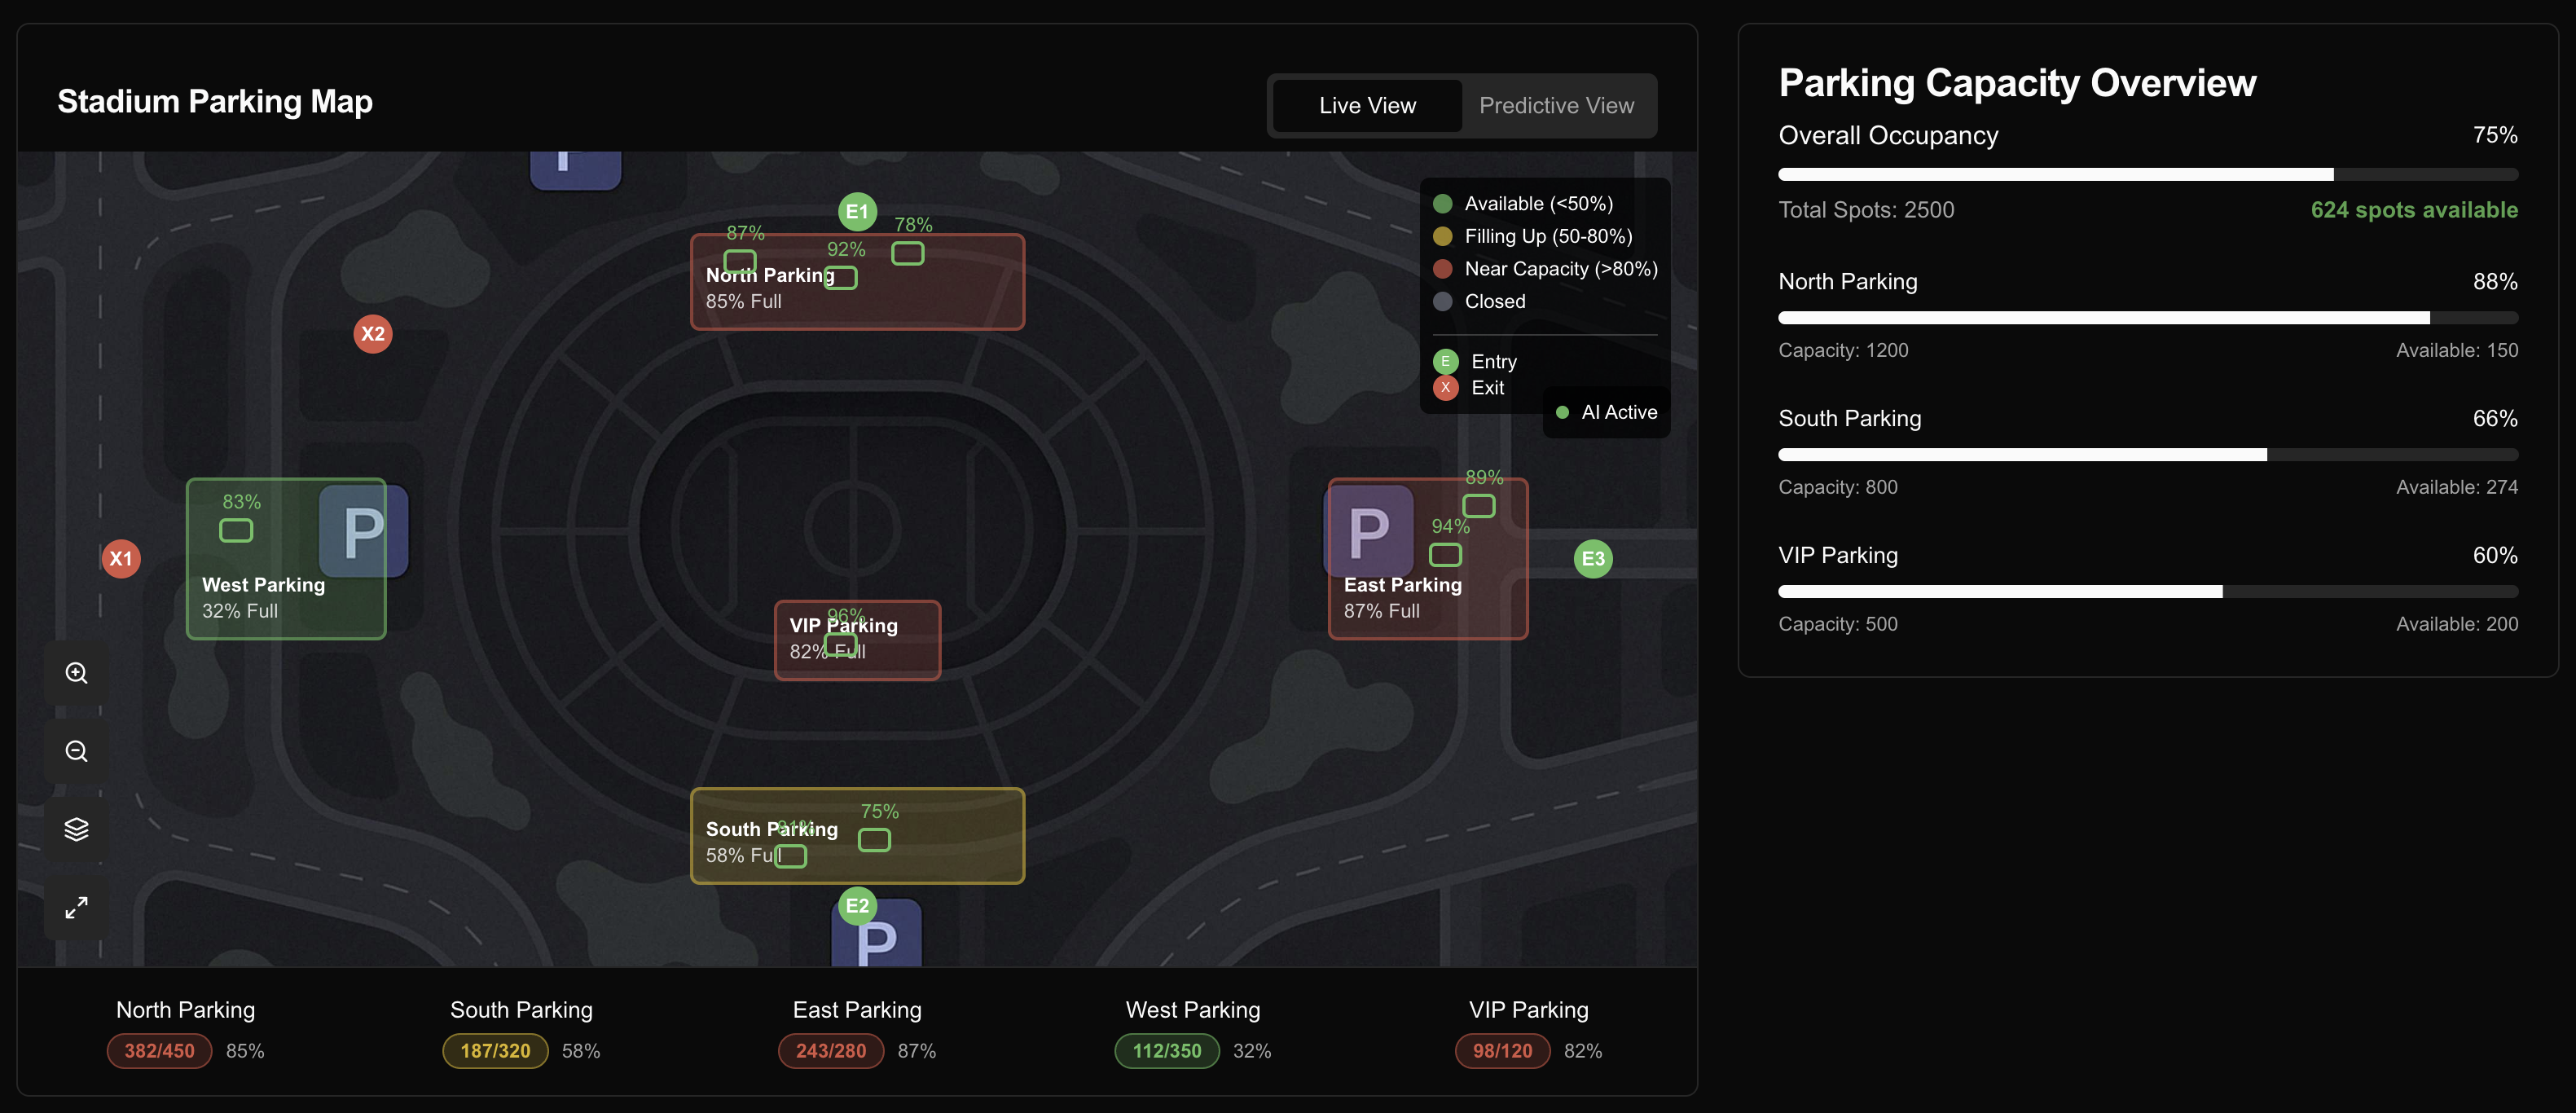 Stadium Parking Map
Live View
Predictive View
P
E1
87%
92%
78%
North Parking
85% Full
Available (<50%)
Filling Up (50-80%)
Near Capacity (>80%)
Closed
E Entry
X Exit
AI Active
X2
X1
83%
P
West Parking
32% Full
P
89%
94%
East Parking
87% Full
E3
96%
VIP Parking
82% Full
75%
81%
South Parking
58% Full
E2
P
North Parking
382/450 85%
South Parking
187/320 58%
East Parking
243/280 87%
West Parking
112/350 32%
VIP Parking
98/120 82%
Parking Capacity Overview
Overall Occupancy 75%
Total Spots: 2500 624 spots available
North Parking 88%
Capacity: 1200 Available: 150
South Parking 66%
Capacity: 800 Available: 274
VIP Parking 60%
Capacity: 500 Available: 200